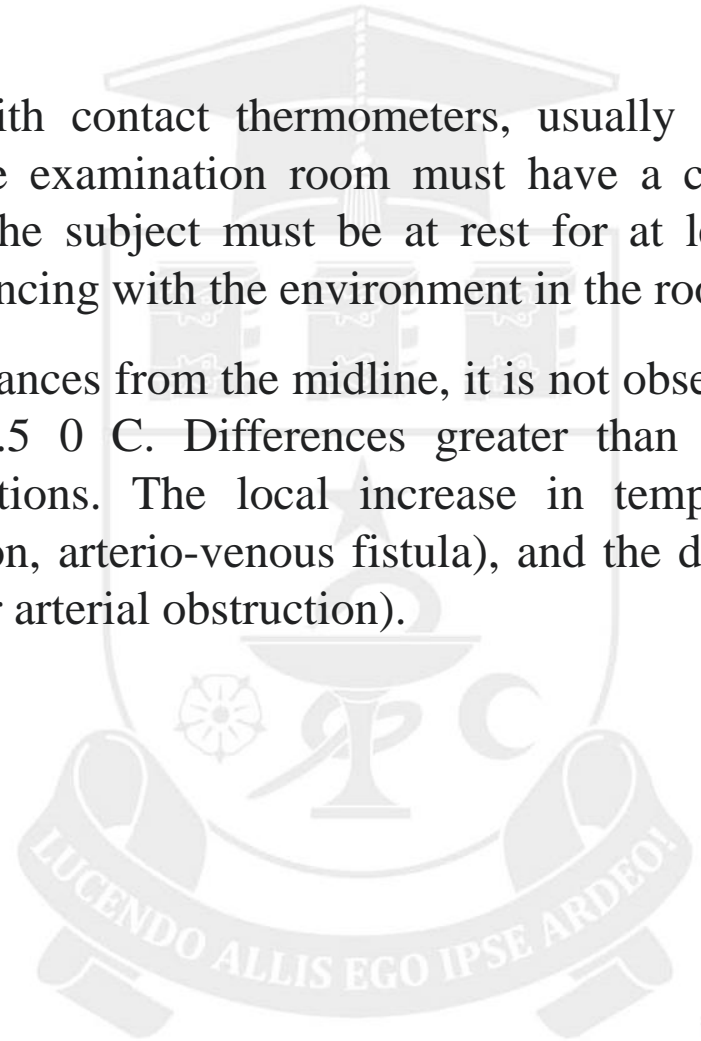 ith contact thermometers, usually
e examination room must have a c
he subject must be at rest for at l
ncing with the environment in the roo
ances from the midline, it is not obse
.5 0 C. Differences greater than
tions. The local increase in temp
on, arterio-venous fistula), and the d
r arterial obstruction).
LUCENDO ALLIS EGO IPSE ARDEO!